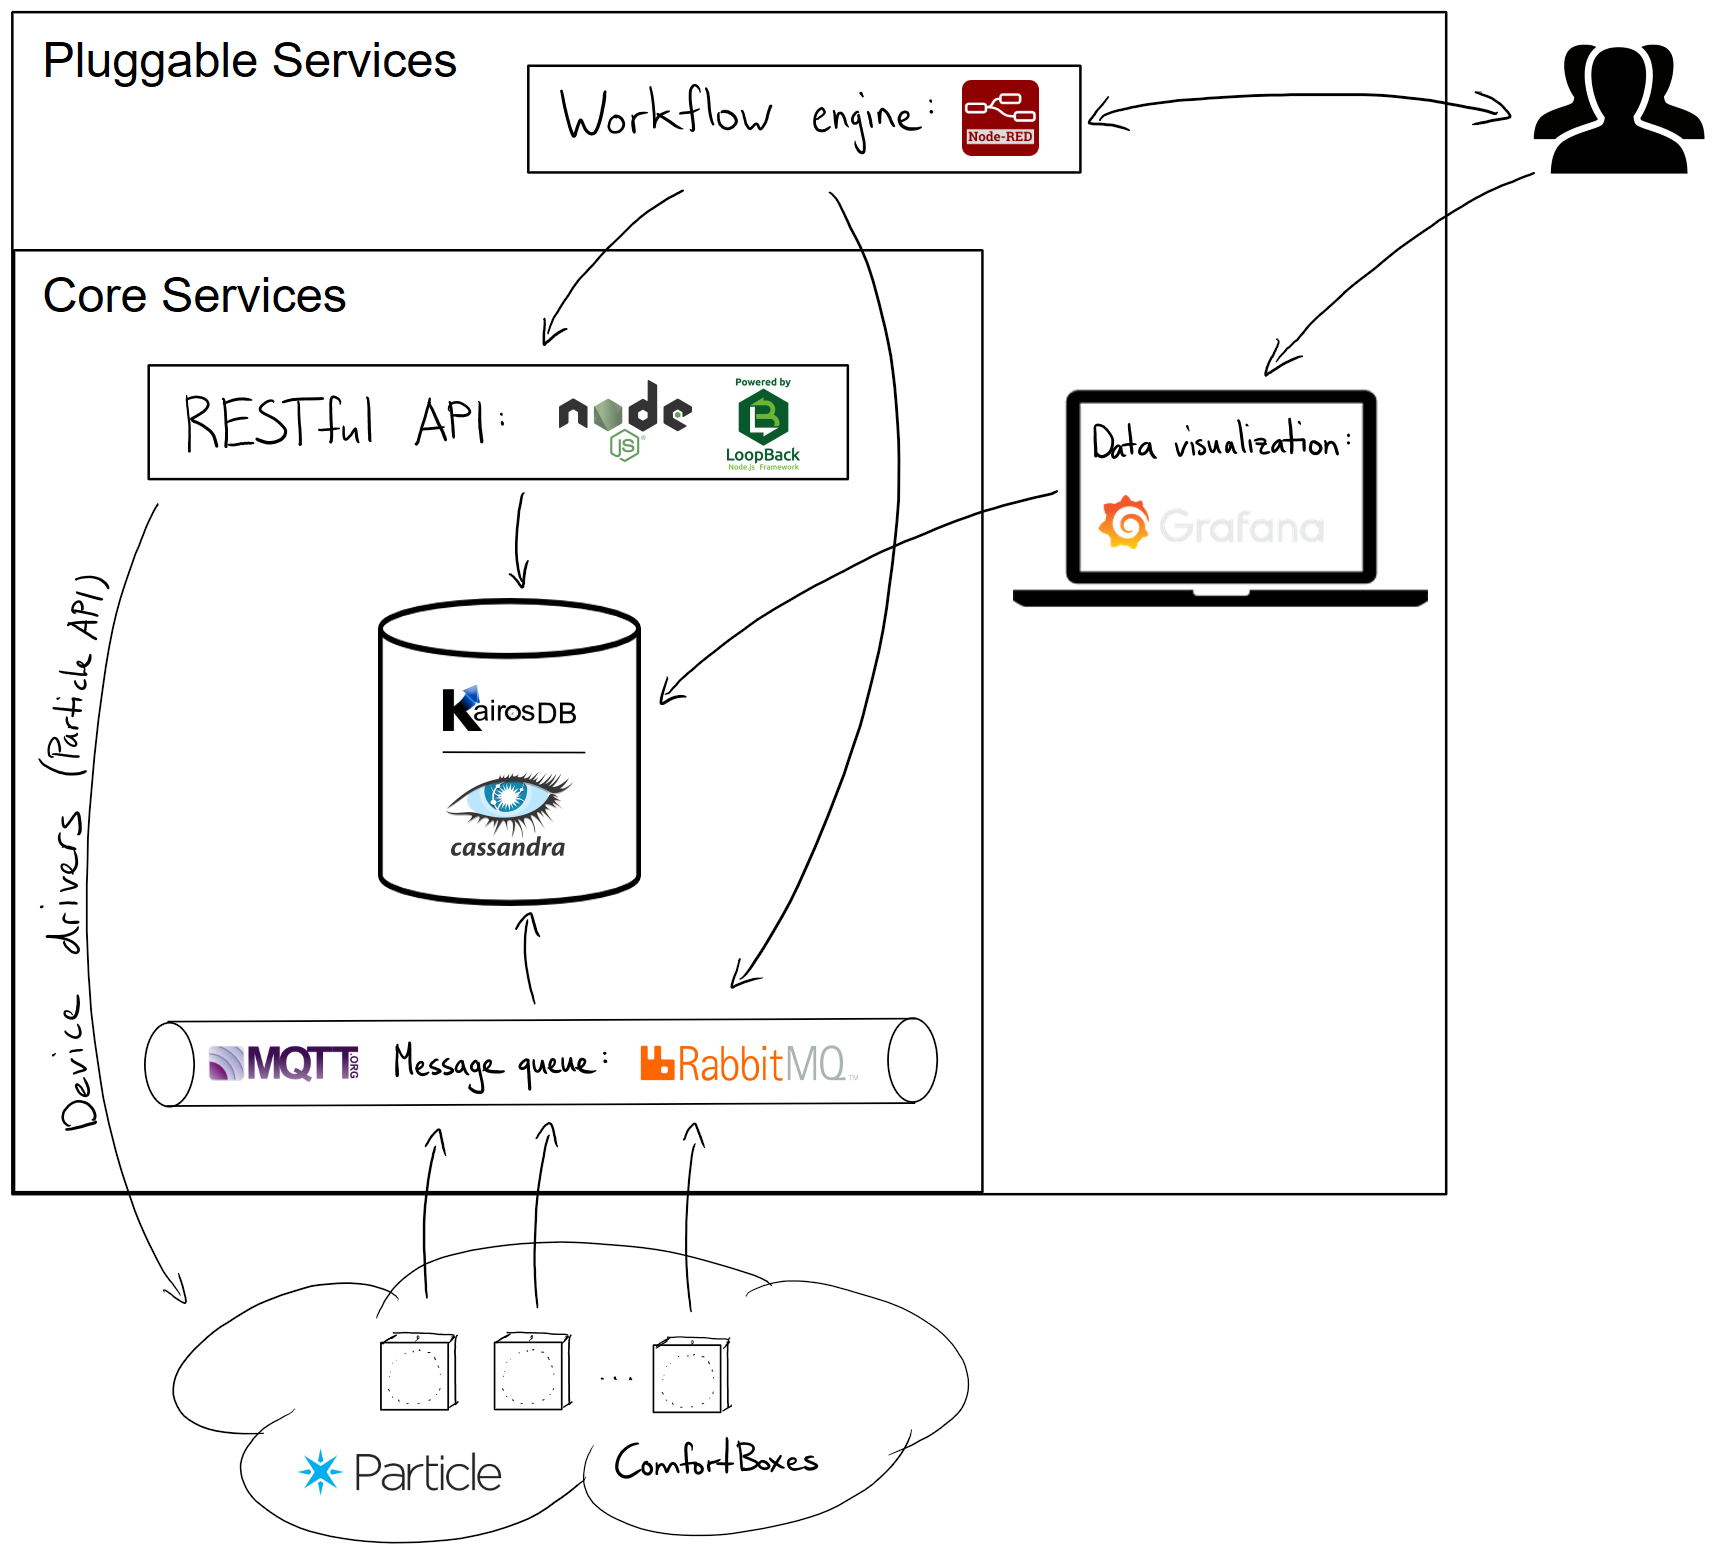 Pluggable Services
Workflow engine:
Node-RED
Core Services
RESTful API:
node
JS
Powered by
LoopBack
Node.js Framework
Data visualization:
Grafana
Device drivers (Particle API)
KairosDB
cassandra
MQTT.ORG
Message queue:
RabbitMQ™
...
Particle
ComfortBoxes